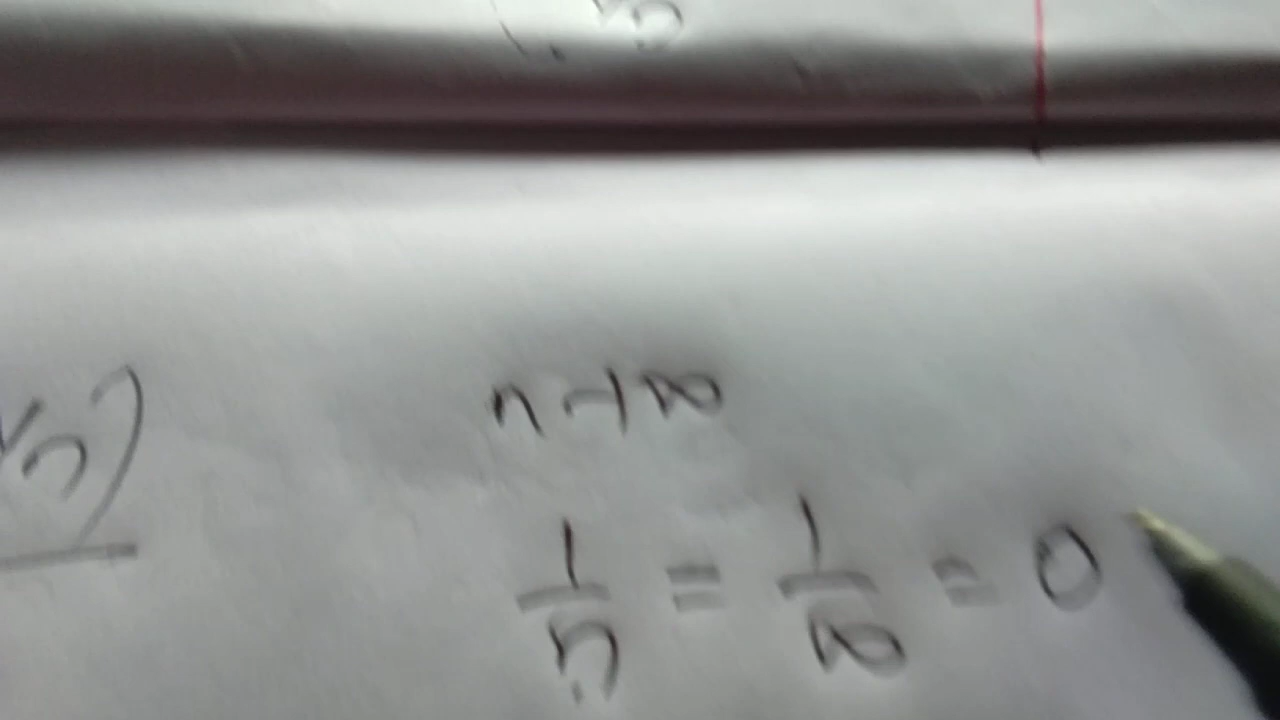 n→∞
1/n = 1/∞ = 0